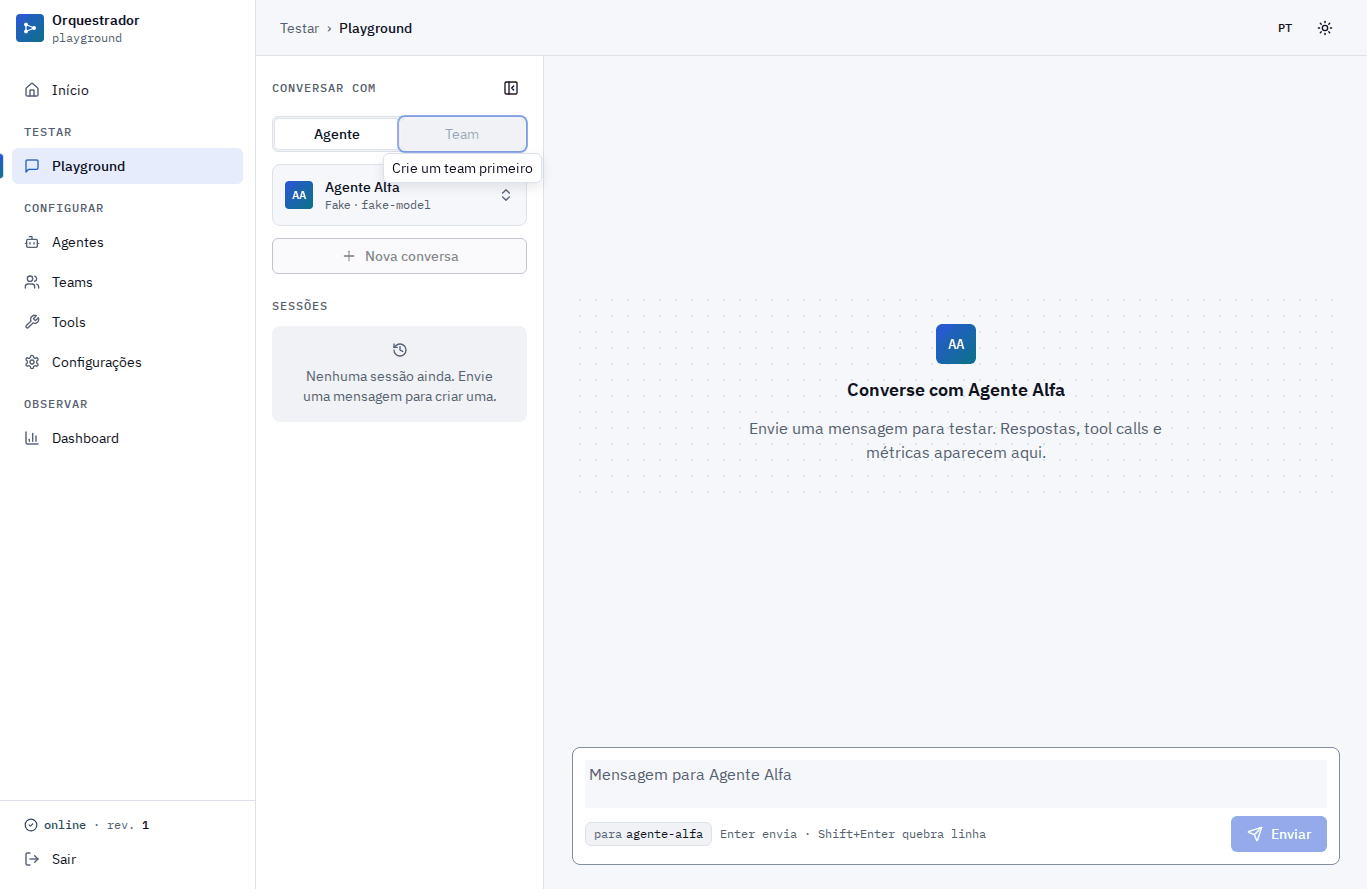 Orquestrador
playground
Início
TESTAR
Playground
CONFIGURAR
Agentes
Teams
Tools
Configurações
OBSERVAR
Dashboard
online · rev. 1
Sair
Testar › Playground
PT
CONVERSAR COM
Agente
Team
Crie um team primeiro
AA
Agente Alfa
Fake · fake-model
Nova conversa
SESSÕES
Nenhuma sessão ainda. Envie
uma mensagem para criar uma.
AA
Converse com Agente Alfa
Envie uma mensagem para testar. Respostas, tool calls e
métricas aparecem aqui.
Mensagem para Agente Alfa
para agente-alfa
Enter envia · Shift+Enter quebra linha
Enviar